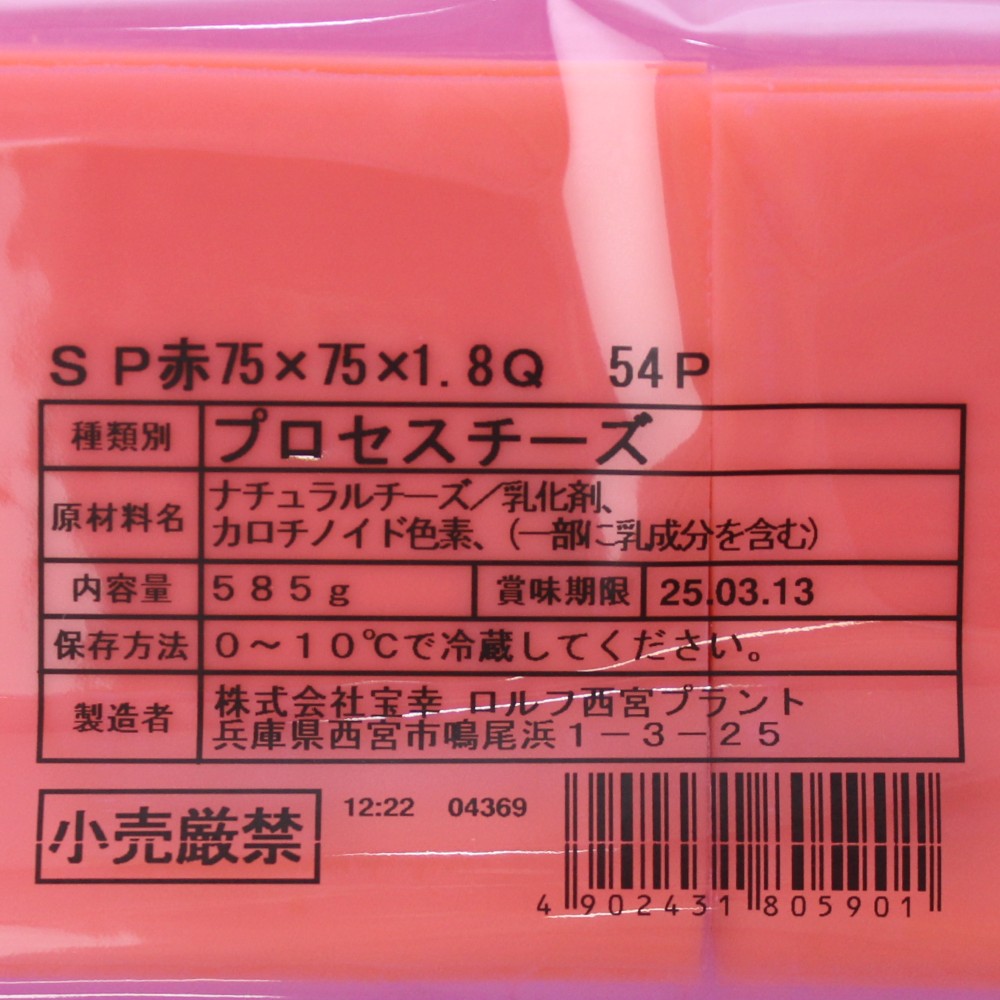 ＳＰ赤75×75×1.8Ｑ　54Ｐ
種類別 プロセスチーズ
原材料名 ナチュラルチーズ／乳化剤、
カロチノイド色素、（一部に乳成分を含む）
内容量 ５８５ｇ 賞味期限 25.03.13
保存方法 ０～１０℃で冷蔵してください。
製造者 株式会社宝幸 ロルフ西宮プラント
兵庫県西宮市鳴尾浜１－３－２５
小売厳禁 12:22 04369
4 902431 805901